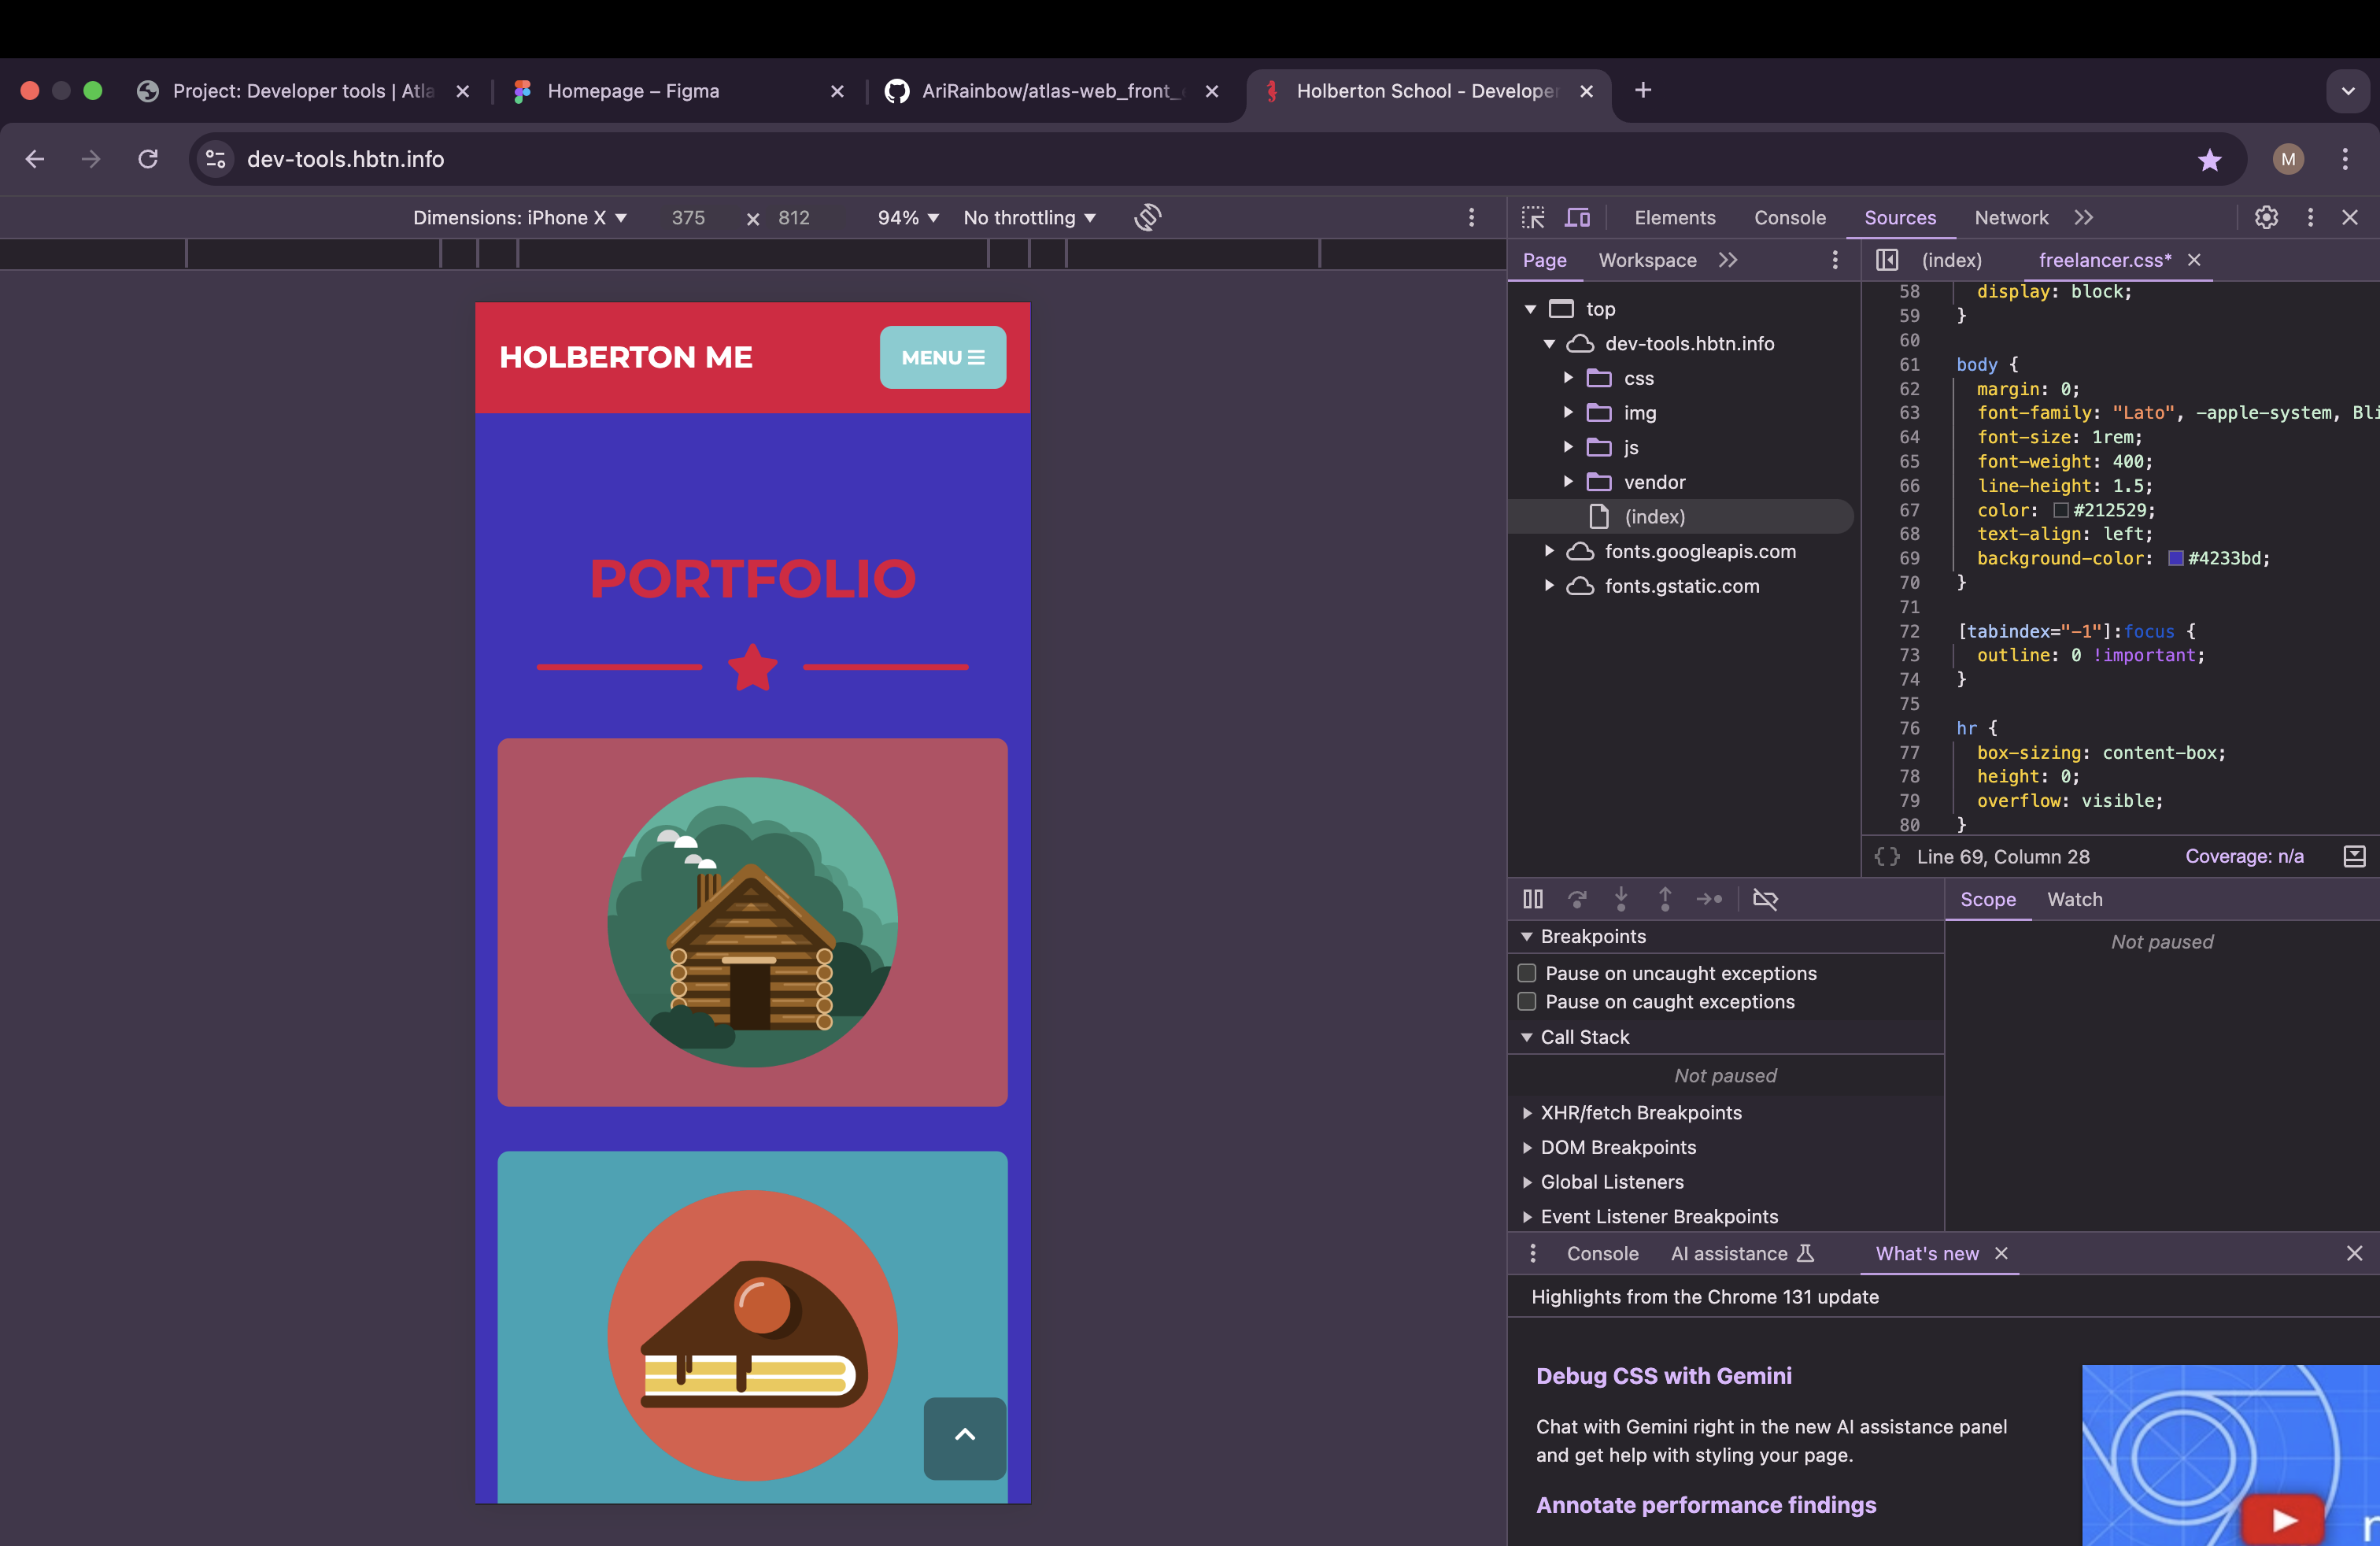 Project: Developer tools | Atla
Homepage – Figma
AriRainbow/atlas-web_front_
Holberton School - Developer
dev-tools.hbtn.info
M
Dimensions: iPhone X
375
812
94%
No throttling
Elements
Console
Sources
Network
Page
Workspace
(index)
freelancer.css*
top
dev-tools.hbtn.info
css
img
js
vendor
(index)
fonts.googleapis.com
fonts.gstatic.com
58 display: block;
59 }
60
61 body {
62 margin: 0;
63 font-family: "Lato", -apple-system, Bli
64 font-size: 1rem;
65 font-weight: 400;
66 line-height: 1.5;
67 color: #212529;
68 text-align: left;
69 background-color: #4233bd;
70 }
71
72 [tabindex="-1"]:focus {
73 outline: 0 !important;
74 }
75
76 hr {
77 box-sizing: content-box;
78 height: 0;
79 overflow: visible;
80 }
{ } Line 69, Column 28
Coverage: n/a
HOLBERTON ME
MENU
PORTFOLIO
Scope
Watch
Not paused
Breakpoints
Pause on uncaught exceptions
Pause on caught exceptions
Call Stack
Not paused
XHR/fetch Breakpoints
DOM Breakpoints
Global Listeners
Event Listener Breakpoints
Console
AI assistance
What's new
Highlights from the Chrome 131 update
Debug CSS with Gemini
Chat with Gemini right in the new AI assistance panel
and get help with styling your page.
Annotate performance findings